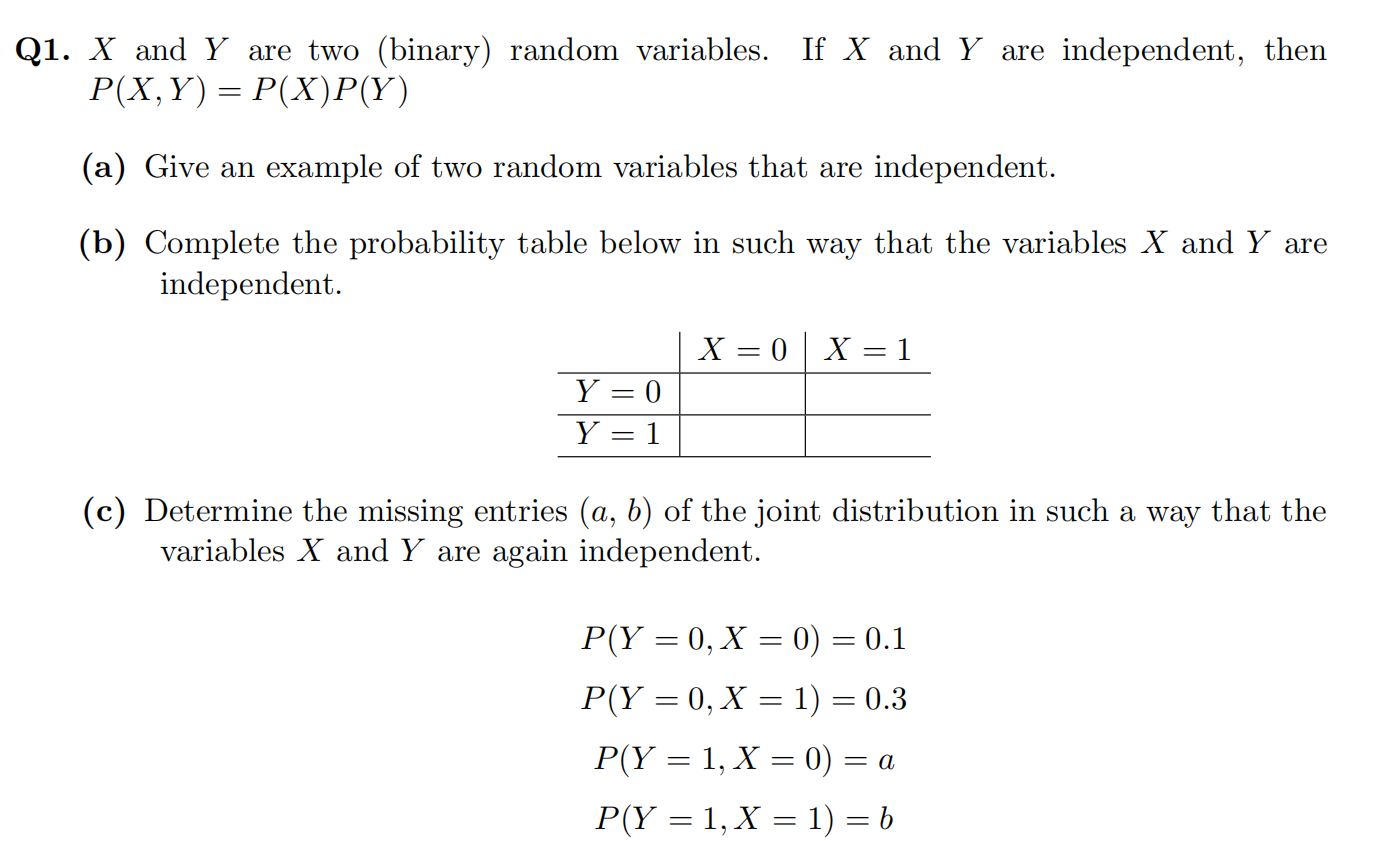 Q1. X and Y are two (binary) random variables. If X and Y are independent, then
P(X, Y) = P(X)P(Y)
(a) Give an example of two random variables that are independent.
(b) Complete the probability table below in such way that the variables X and Y are
independent.
X = 0 X = 1
Y = 0
Y = 1
(c) Determine the missing entries (a, b) of the joint distribution in such a way that the
variables X and Y are again independent.
P(Y = 0, X = 0) = 0.1
P(Y = 0, X = 1) = 0.3
P(Y = 1, X = 0) = a
P(Y = 1, X = 1) = b